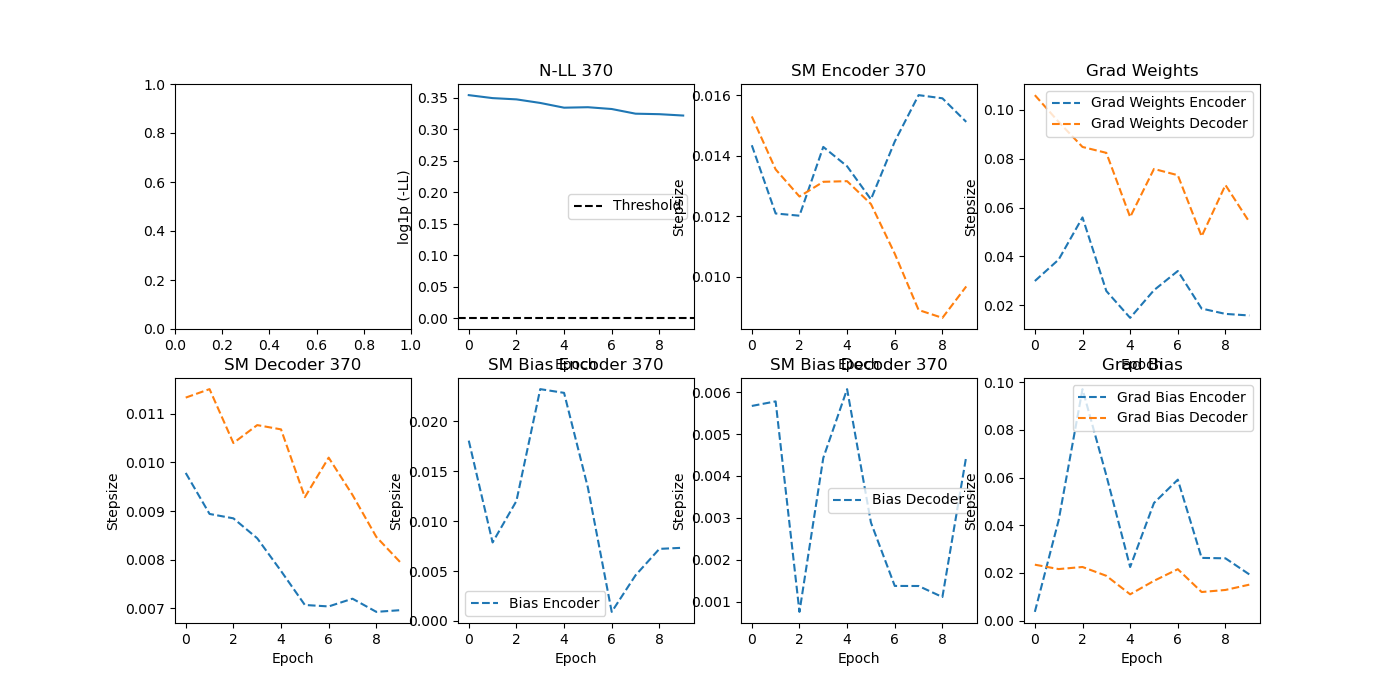 N-LL 370
SM Encoder 370
Grad Weights
1.0
0.8
0.6
0.4
0.2
0.0
0.0 0.2 0.4 0.6 0.8 1.0
log1p (-LL)
0.35
0.30
0.25
0.20
0.15
0.10
0.05
0.00
Threshold
0 2 4 6 8
Epoch
Stepsize
0.016
0.014
0.012
0.010
0 2 4 6 8
Epoch
Stepsize
0.10
0.08
0.06
0.04
0.02
Grad Weights Encoder
Grad Weights Decoder
0 2 4 6 8
Epoch
SM Decoder 370
SM Bias Encoder 370
SM Bias Decoder 370
Grad Bias
Stepsize
0.011
0.010
0.009
0.008
0.007
0 2 4 6 8
Epoch
Stepsize
0.020
0.015
0.010
0.005
0.000
Bias Encoder
0 2 4 6 8
Epoch
Stepsize
0.006
0.005
0.004
0.003
0.002
0.001
Bias Decoder
0 2 4 6 8
Epoch
Stepsize
0.10
0.08
0.06
0.04
0.02
0.00
Grad Bias Encoder
Grad Bias Decoder
0 2 4 6 8
Epoch